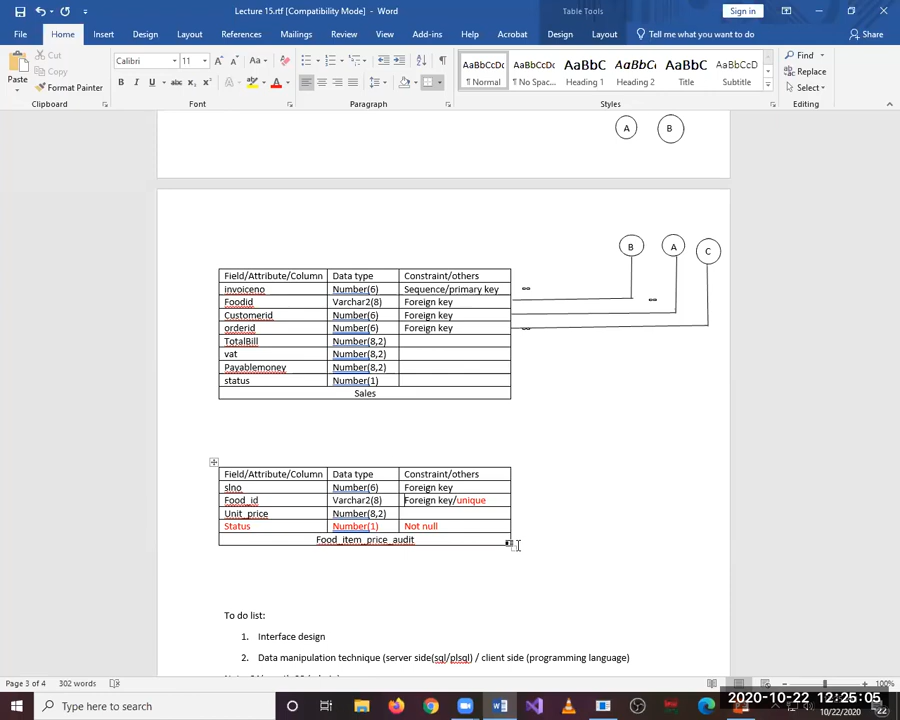 Lecture 15.rtf [Compatibility Mode] - Word
Table Tools
Sign in
File Home Insert Design Layout References Mailings Review View Add-ins Help Acrobat Design Layout Tell me what you want to do Share
Paste
Cut
Copy
Format Painter
Calibri 11 A A Aa
B I U abc x₂ x² A A
AaBbCcDc AaBbCcDc AaBbC AaBbCc AaBbC AaBbCcD
¶ Normal ¶ No Spac... Heading 1 Heading 2 Title Subtitle
Find
Replace
Select
Clipboard Font Paragraph Styles Editing
A B
B A C
Field/Attribute/Column Data type Constraint/others
invoiceno Number(6) Sequence/primary key
Foodid Varchar2(8) Foreign key
Customerid Number(6) Foreign key
orderid Number(6) Foreign key
TotalBill Number(8,2)
vat Number(8,2)
Payablemoney Number(8,2)
status Number(1)
Sales
∞
∞
∞
Field/Attribute/Column Data type Constraint/others
slno Number(6) Foreign key
Food_id Varchar2(8) Foreign key/unique
Unit_price Number(8,2)
Status Number(1) Not null
Food_item_price_audit
To do list:
1. Interface design
2. Data manipulation technique (server side(sql/plsql) / client side (programming language)
Page 3 of 4 302 words
100%
Type here to search
2020-10-22 12:25:05
10/22/2020